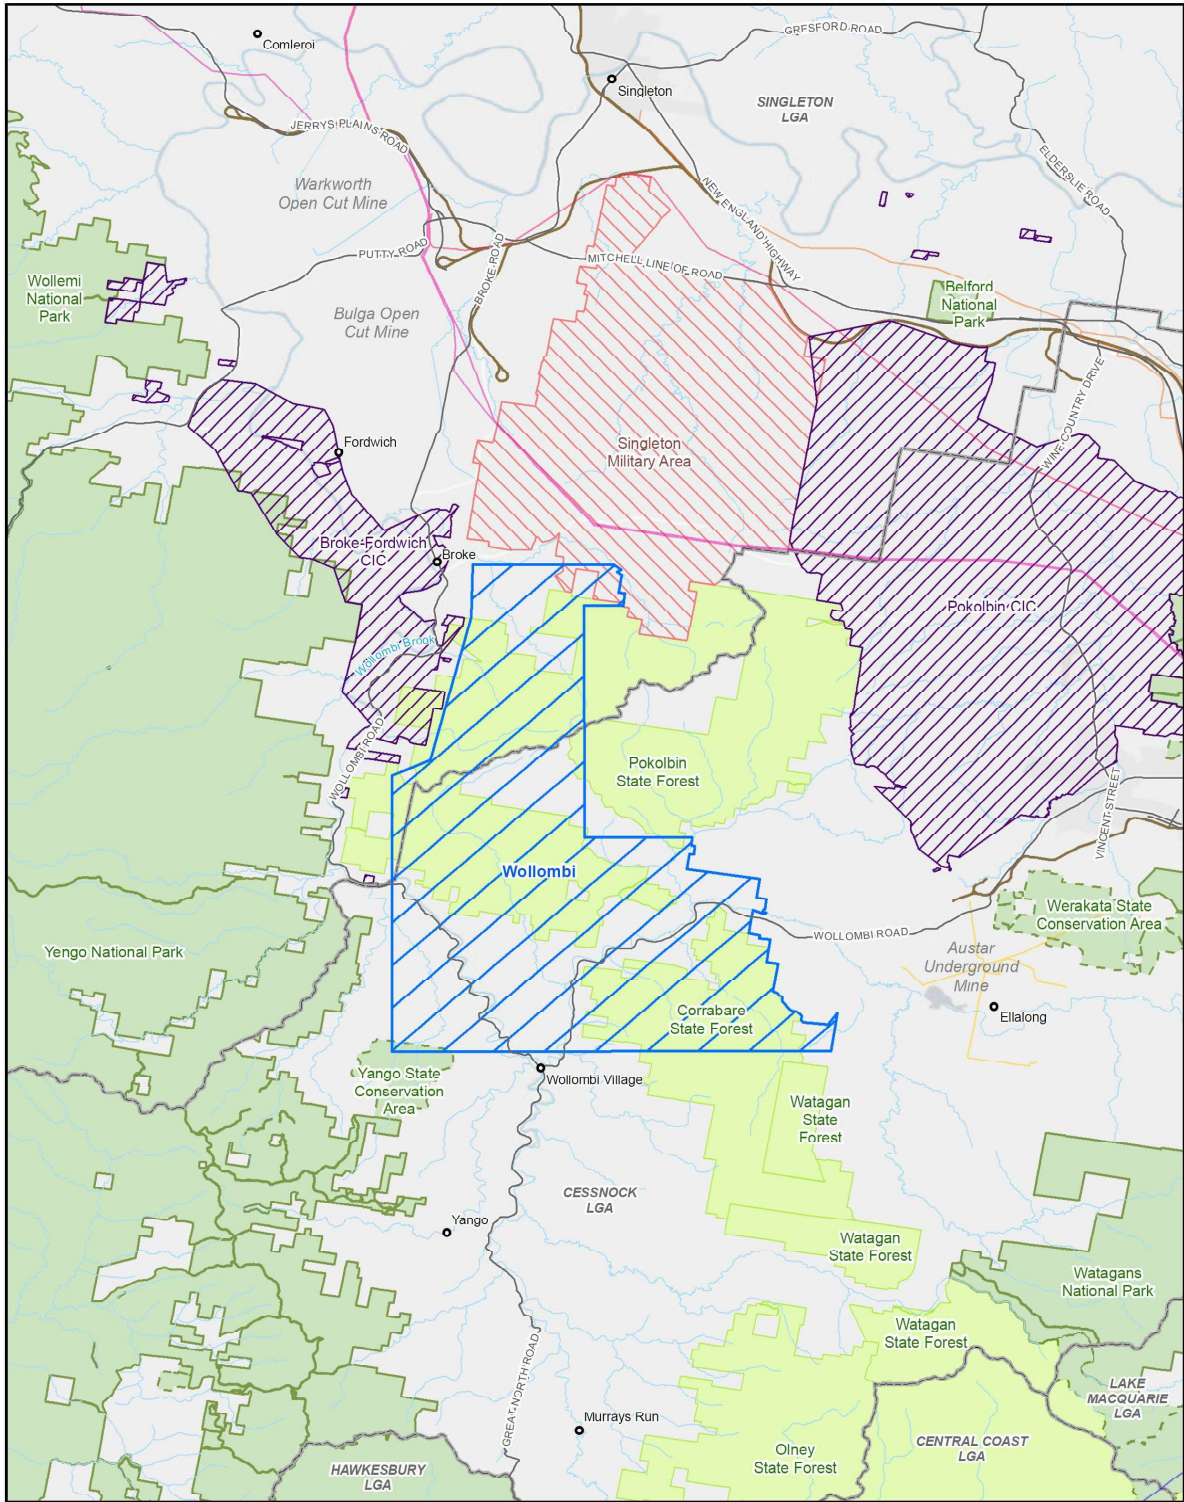 Comleroi
GRESFORD ROAD
Singleton
SINGLETON
LGA
JERRYS PLAINS ROAD
ELDERSLIE ROAD
Warkworth
Open Cut Mine
NEW ENGLAND HIGHWAY
PUTTY ROAD
BROKE ROAD
MITCHELL LINE OF ROAD
Wollemi
National
Park
Belford
National
Park
Bulga Open
Cut Mine
WINE COUNTRY DRIVE
Fordwich
Singleton
Military Area
Broke-Fordwich
CIC
Broke
Pokolbin CIC
Wollombi Brook
WOLLOMBI ROAD
Pokolbin
State Forest
VINCENT STREET
Wollombi
Werakata State
Conservation Area
WOLLOMBI ROAD
Yengo National Park
Austar
Underground
Mine
Corrabare
State Forest
Ellalong
Yango State
Conservation
Area
Wollombi Village
Watagan
State
Forest
CESSNOCK
LGA
Yango
Watagan
State Forest
Watagans
National Park
Watagan
State Forest
GREAT NORTH ROAD
LAKE
MACQUARIE
LGA
Murrays Run
Olney
State Forest
CENTRAL COAST
LGA
HAWKESBURY
LGA